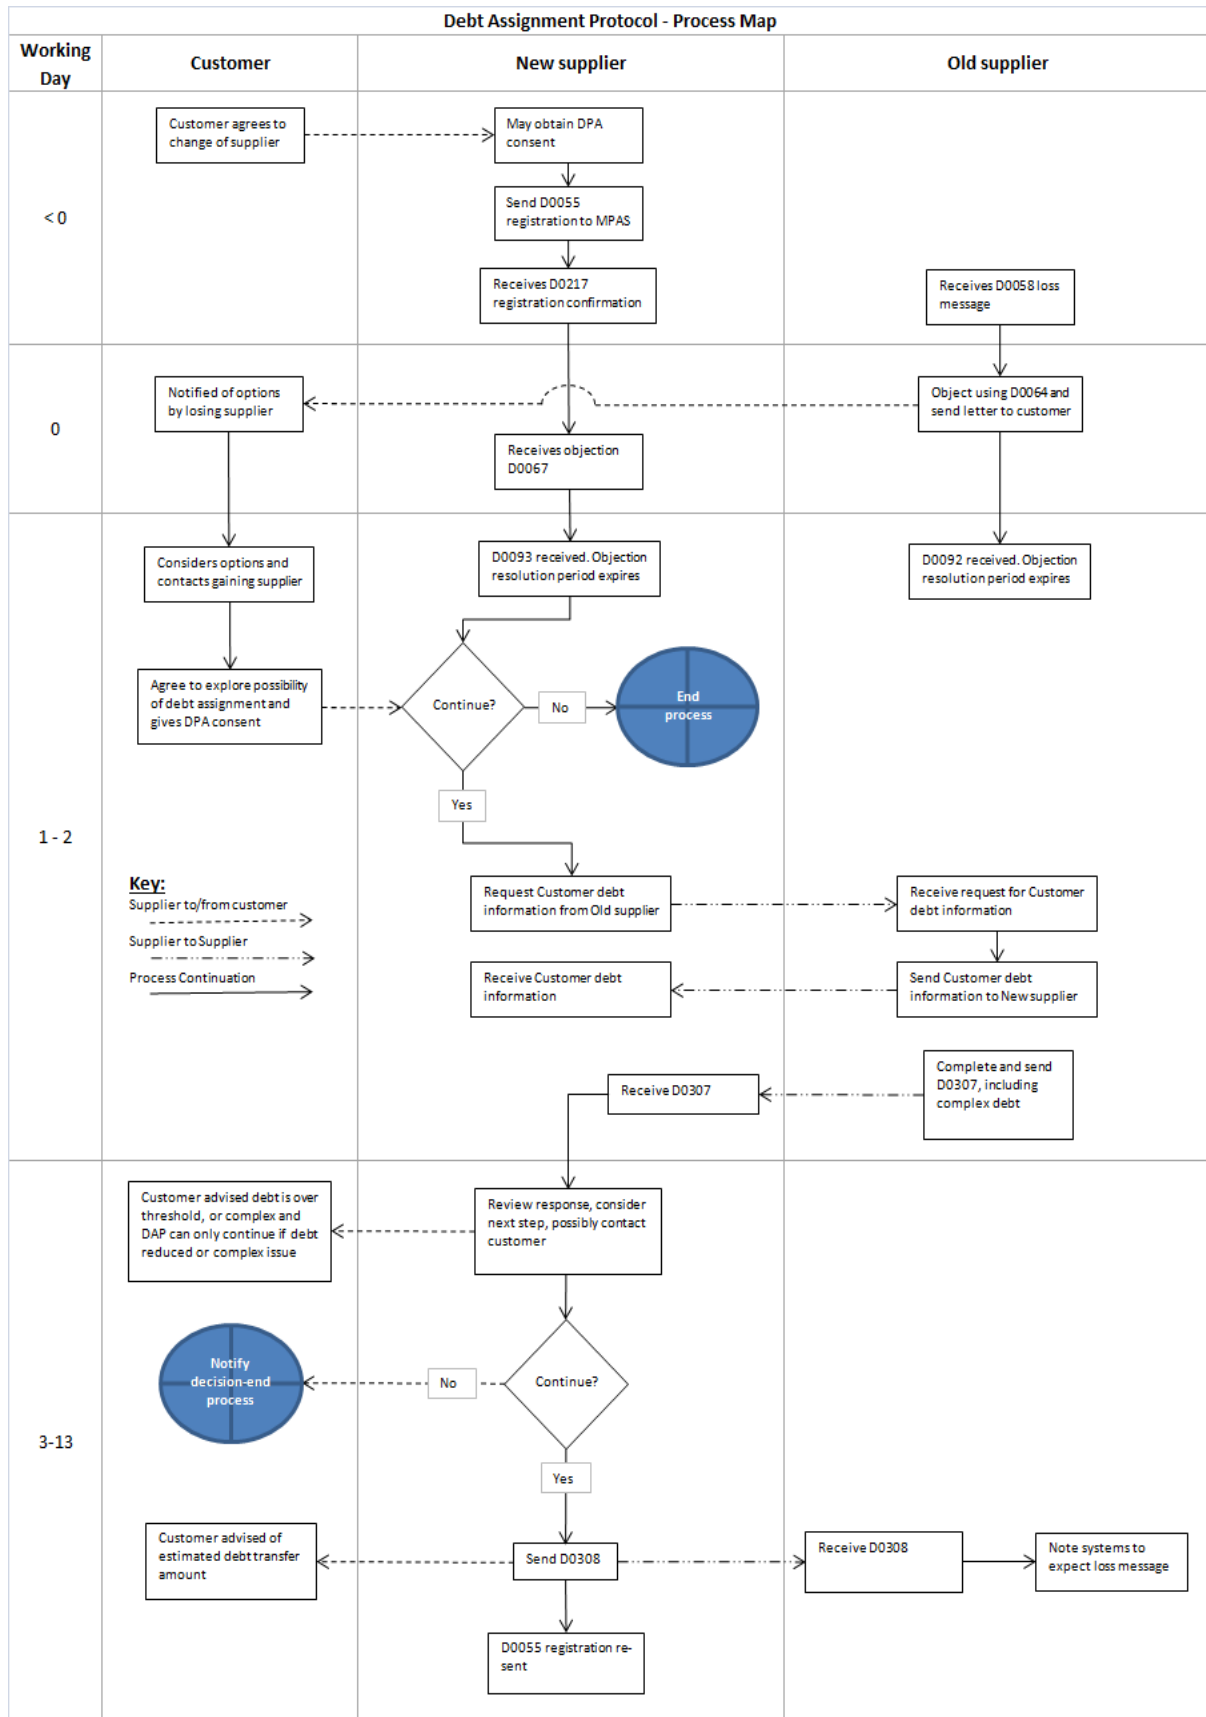 Debt Assignment Protocol - Process Map
Working
Day
Customer
New supplier
Old supplier
< 0
Customer agrees to
change of supplier
May obtain DPA
consent
Send D0055
registration to MPAS
Receives D0217
registration confirmation
Receives D0058 loss
message
0
Notified of options
by losing supplier
Object using D0064 and
send letter to customer
Receives objection
D0067
1 - 2
Considers options and
contacts gaining supplier
D0093 received. Objection
resolution period expires
D0092 received. Objection
resolution period expires
Agree to explore possibility
of debt assignment and
gives DPA consent
Continue?
No
End
process
Yes
Key:
Supplier to/from customer
Supplier to Supplier
Process Continuation
Request Customer debt
information from Old supplier
Receive request for Customer
debt information
Receive Customer debt
information
Send Customer debt
information to New supplier
Receive D0307
Complete and send
D0307, including
complex debt
3-13
Customer advised debt is over
threshold, or complex and
DAP can only continue if debt
reduced or complex issue
Review response, consider
next step, possibly contact
customer
Notify
decision-end
process
No
Continue?
Yes
Customer advised of
estimated debt transfer
amount
Send D0308
Receive D0308
Note systems to
expect loss message
D0055 registration re-
sent